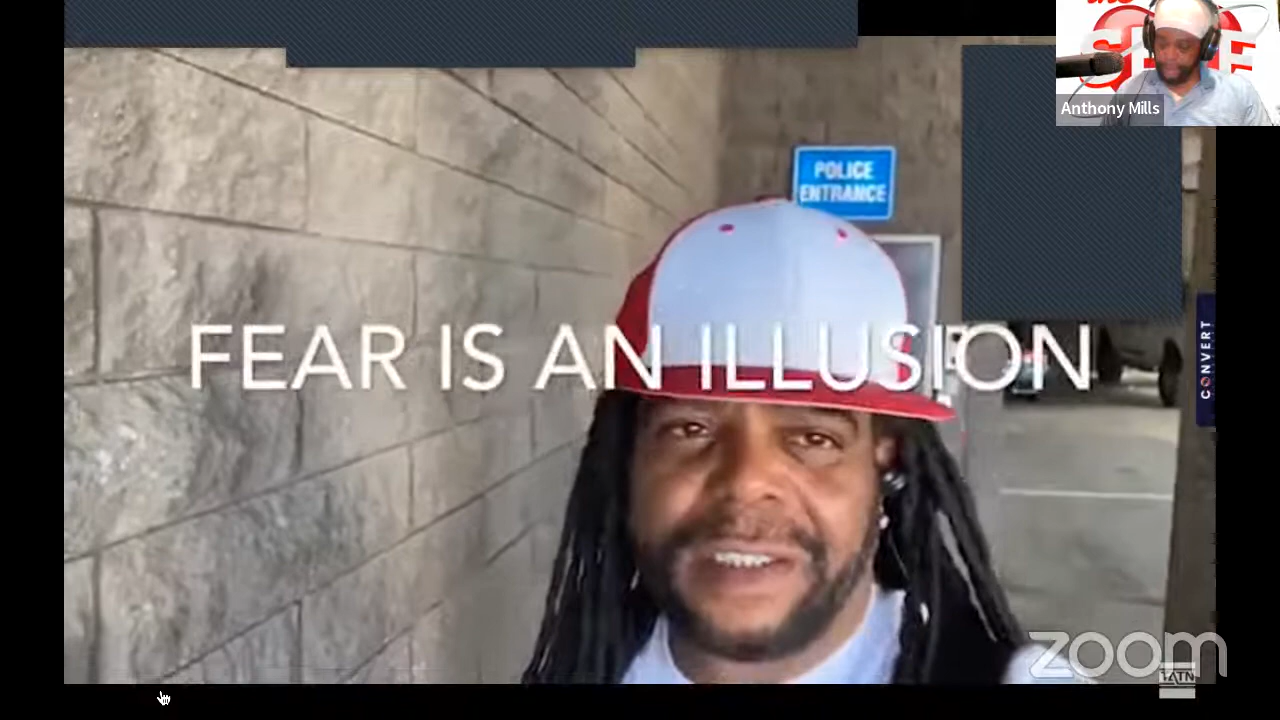 Anthony Mills
POLICE
ENTRANCE
FEAR IS AN ILLUSION
CONVERT
zoom